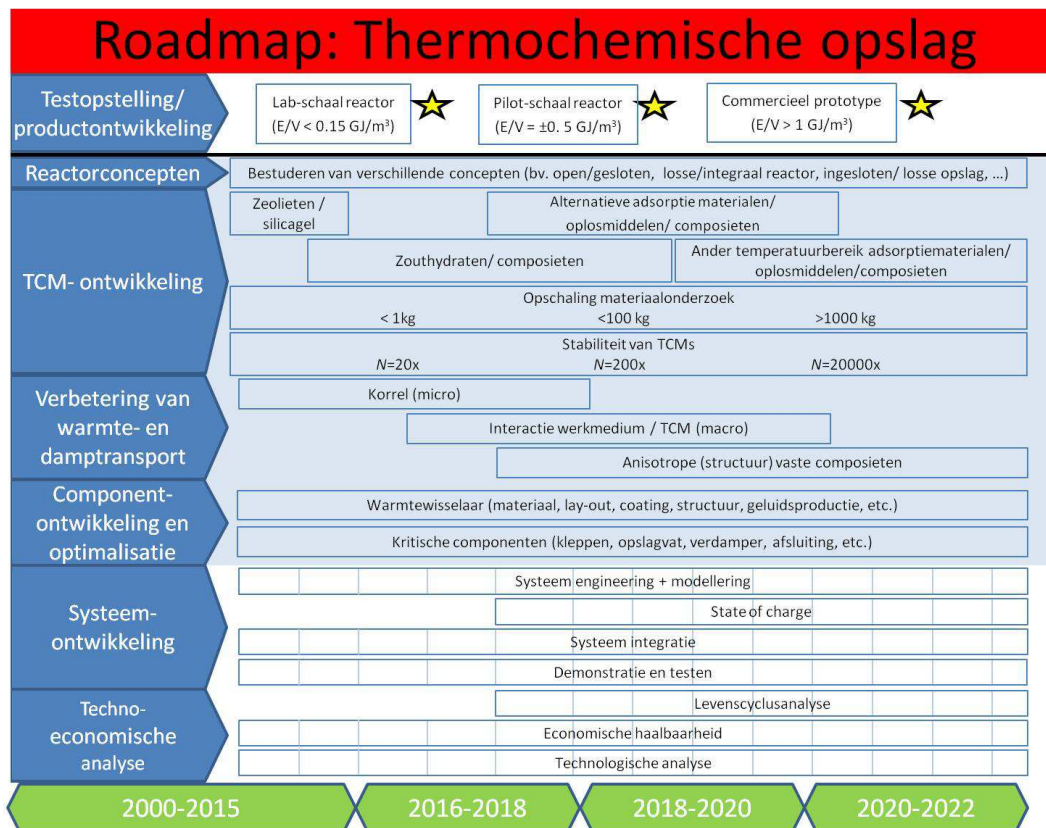 Roadmap: Thermochemische opslag
Testopstelling/
productontwikkeling
Lab-schaal reactor
(E/V < 0.15 GJ/m³)
Pilot-schaal reactor
(E/V = ±0. 5 GJ/m³)
Commercieel prototype
(E/V > 1 GJ/m³)
Reactorconcepten
Bestuderen van verschillende concepten (bv. open/gesloten, losse/integraal reactor, ingesloten/ losse opslag, ...)
TCM- ontwikkeling
Zeolieten /
silicagel
Alternatieve adsorptie materialen/
oplosmiddelen/ composieten
Zouthydraten/ composieten
Ander temperatuurbereik adsorptiematerialen/
oplosmiddelen/composieten
Opschaling materiaalonderzoek
< 1kg <100 kg >1000 kg
Stabiliteit van TCMs
N=20x N=200x N=20000x
Verbetering van
warmte- en
damptransport
Korrel (micro)
Interactie werkmedium / TCM (macro)
Anisotrope (structuur) vaste composieten
Component-
ontwikkeling en
optimalisatie
Warmtewisselaar (materiaal, lay-out, coating, structuur, geluidsproductie, etc.)
Kritische componenten (kleppen, opslagvat, verdamper, afsluiting, etc.)
Systeem-
ontwikkeling
Systeem engineering + modellering
State of charge
Systeem integratie
Demonstratie en testen
Techno-
economische
analyse
Levenscyclusanalyse
Economische haalbaarheid
Technologische analyse
2000-2015 2016-2018 2018-2020 2020-2022